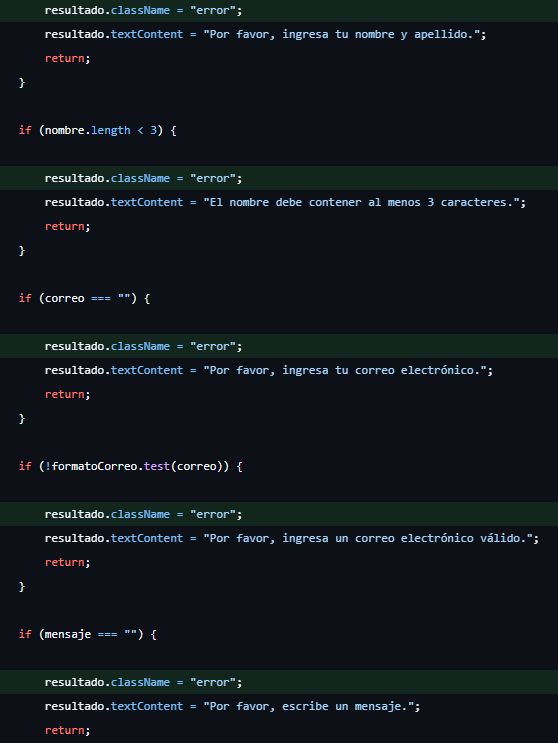 resultado.className = "error";
resultado.textContent = "Por favor, ingresa tu nombre y apellido.";
return;
}
if (nombre.length < 3) {
resultado.className = "error";
resultado.textContent = "El nombre debe contener al menos 3 caracteres.";
return;
}
if (correo === "") {
resultado.className = "error";
resultado.textContent = "Por favor, ingresa tu correo electrónico.";
return;
}
if (!formatoCorreo.test(correo)) {
resultado.className = "error";
resultado.textContent = "Por favor, ingresa un correo electrónico válido.";
return;
}
if (mensaje === "") {
resultado.className = "error";
resultado.textContent = "Por favor, escribe un mensaje.";
return;